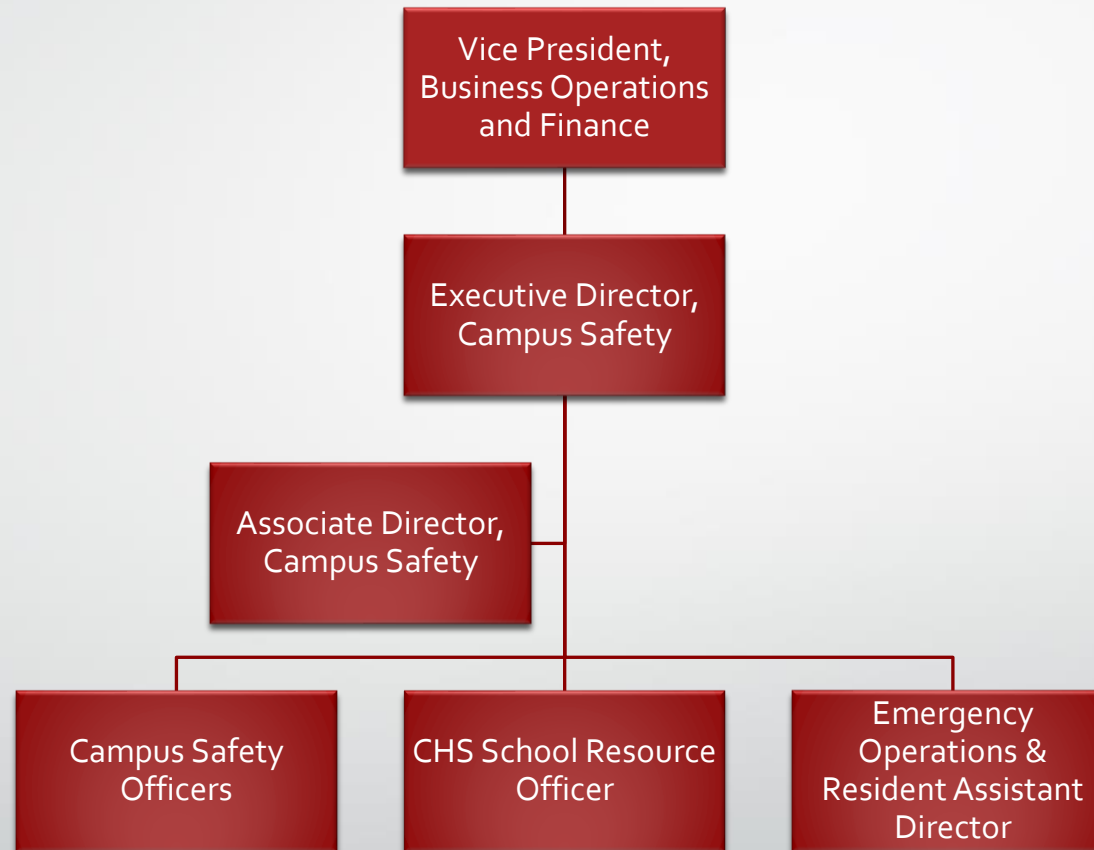 Vice President,
Business Operations
and Finance
Executive Director,
Campus Safety
Associate Director,
Campus Safety
Campus Safety
Officers
CHS School Resource
Officer
Emergency
Operations &
Resident Assistant
Director